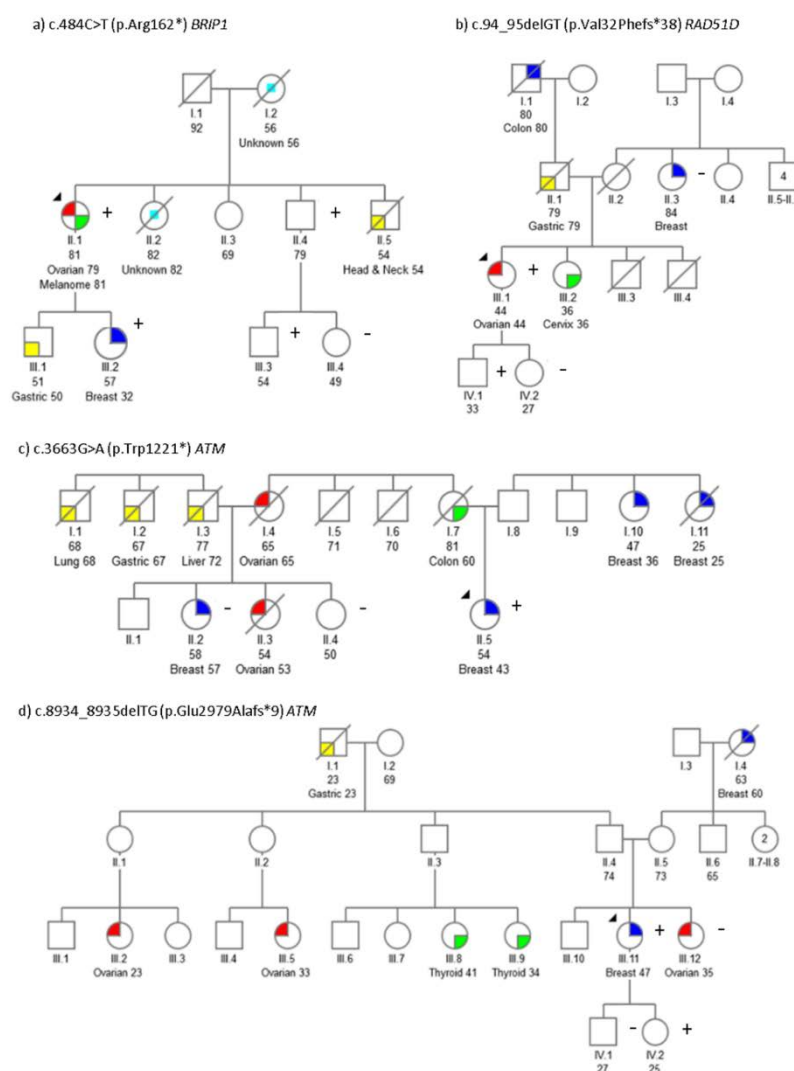 a) c.484C>T (p.Arg162*) BRIP1
I.1 I.2
92 56
Unknown 56
+ +
II.1 II.2 II.3 II.4 II.5
81 82 69 79 54
Ovarian 79 Unknown 82 Head & Neck 54
Melanome 81
+ + -
III.1 III.2 III.3 III.4
51 57 54 49
Gastric 50 Breast 32
b) c.94_95delGT (p.Val32Phefs*38) RAD51D
I.1 I.2 I.3 I.4
80
Colon 80
- 4
II.1 II.2 II.3 II.4 II.5-II.
79 84
Gastric 79 Breast
+
III.1 III.2 III.3 III.4
44 36
Ovarian 44 Cervix 36
+ -
IV.1 IV.2
33 27
c) c.3663G>A (p.Trp1221*) ATM
I.1 I.2 I.3 I.4 I.5 I.6 I.7 I.8 I.9 I.10 I.11
68 67 77 65 71 70 81 47 25
Lung 68 Gastric 67 Liver 72 Ovarian 65 Colon 60 Breast 36 Breast 25
- - +
II.1 II.2 II.3 II.4 II.5
58 54 50 54
Breast 57 Ovarian 53 Breast 43
d) c.8934_8935delTG (p.Glu2979Alafs*9) ATM
I.1 I.2 I.3 I.4
23 69 63
Gastric 23 Breast 60
2
II.1 II.2 II.3 II.4 II.5 II.6 II.7-II.8
74 73 65
+ -
III.1 III.2 III.3 III.4 III.5 III.6 III.7 III.8 III.9 III.10 III.11 III.12
Ovarian 23 Ovarian 33 Thyroid 41 Thyroid 34 Breast 47 Ovarian 35
- +
IV.1 IV.2
27 25